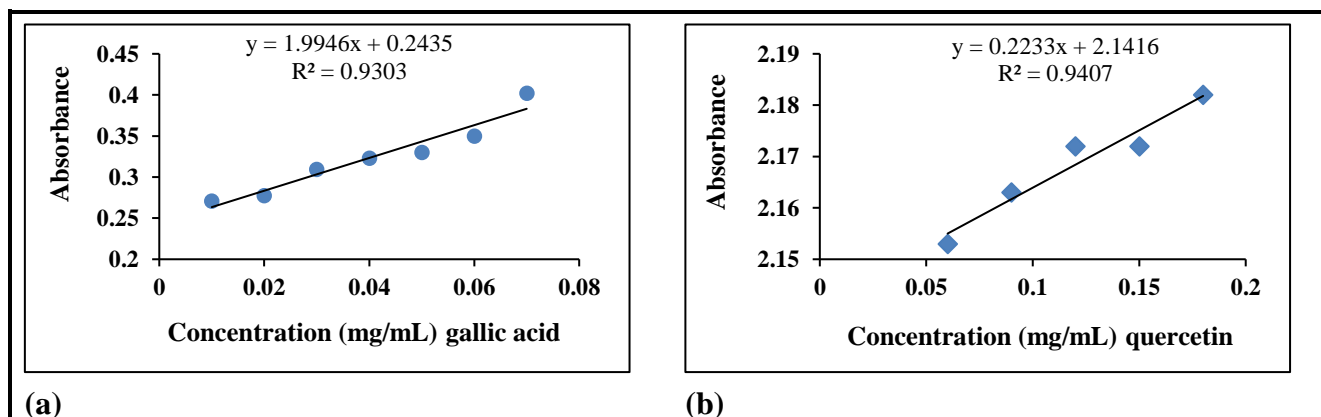 y = 1.9946x + 0.2435
R² = 0.9303
0.45
0.4
0.35
0.3
0.25
0.2
Absorbance
0 0.02 0.04 0.06 0.08
Concentration (mg/mL) gallic acid
(a)
y = 0.2233x + 2.1416
R² = 0.9407
2.19
2.18
2.17
2.16
2.15
Absorbance
0 0.05 0.1 0.15 0.2
Concentration (mg/mL) quercetin
(b)